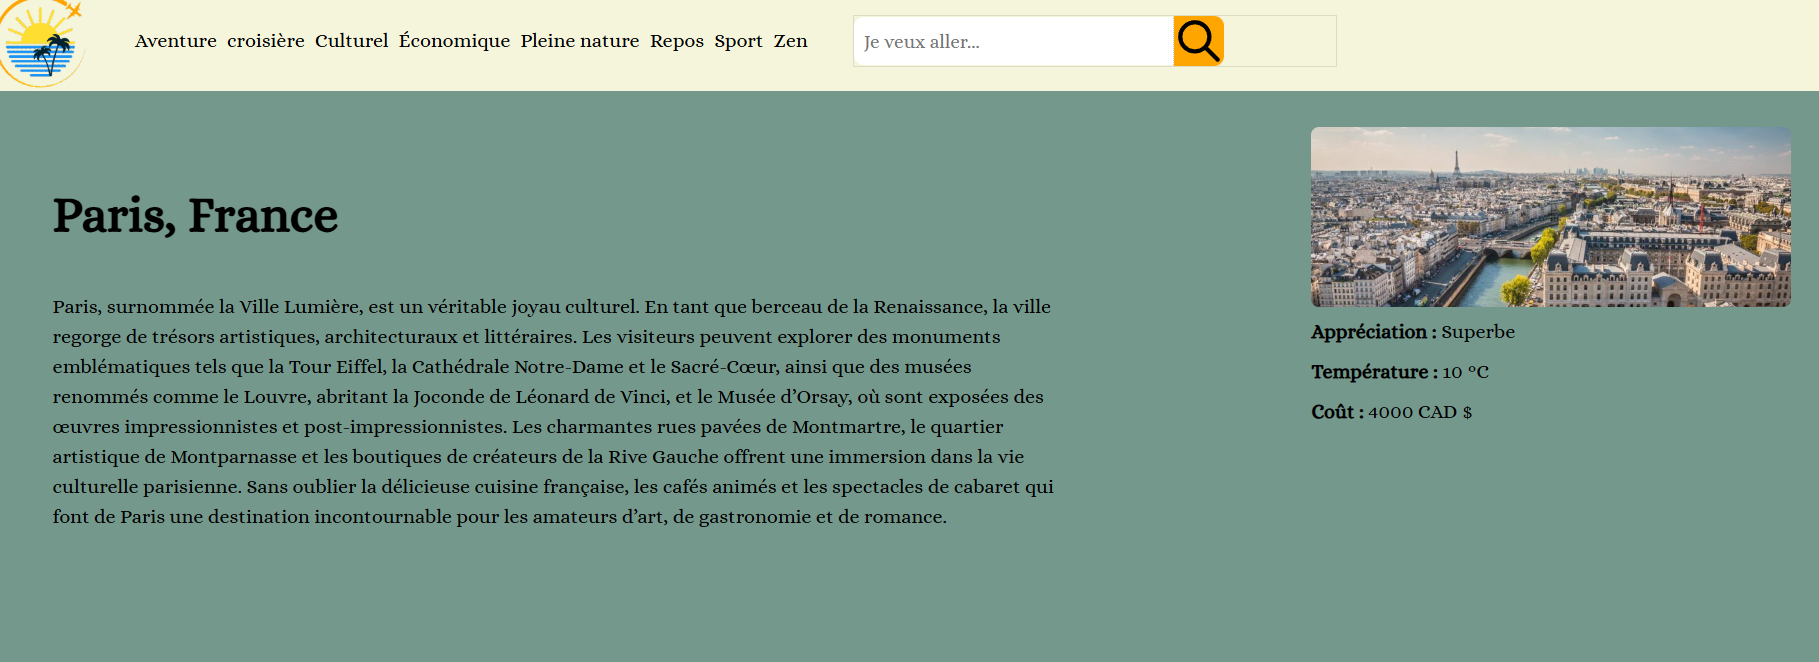 Aventure croisière Culturel Économique Pleine nature Repos Sport Zen
Je veux aller...
Paris, France
Paris, surnommée la Ville Lumière, est un véritable joyau culturel. En tant que berceau de la Renaissance, la ville
regorge de trésors artistiques, architecturaux et littéraires. Les visiteurs peuvent explorer des monuments
emblématiques tels que la Tour Eiffel, la Cathédrale Notre-Dame et le Sacré-Cœur, ainsi que des musées
renommés comme le Louvre, abritant la Joconde de Léonard de Vinci, et le Musée d’Orsay, où sont exposées des
œuvres impressionnistes et post-impressionnistes. Les charmantes rues pavées de Montmartre, le quartier
artistique de Montparnasse et les boutiques de créateurs de la Rive Gauche offrent une immersion dans la vie
culturelle parisienne. Sans oublier la délicieuse cuisine française, les cafés animés et les spectacles de cabaret qui
font de Paris une destination incontournable pour les amateurs d’art, de gastronomie et de romance.
Appréciation : Superbe
Température : 10 °C
Coût : 4000 CAD $